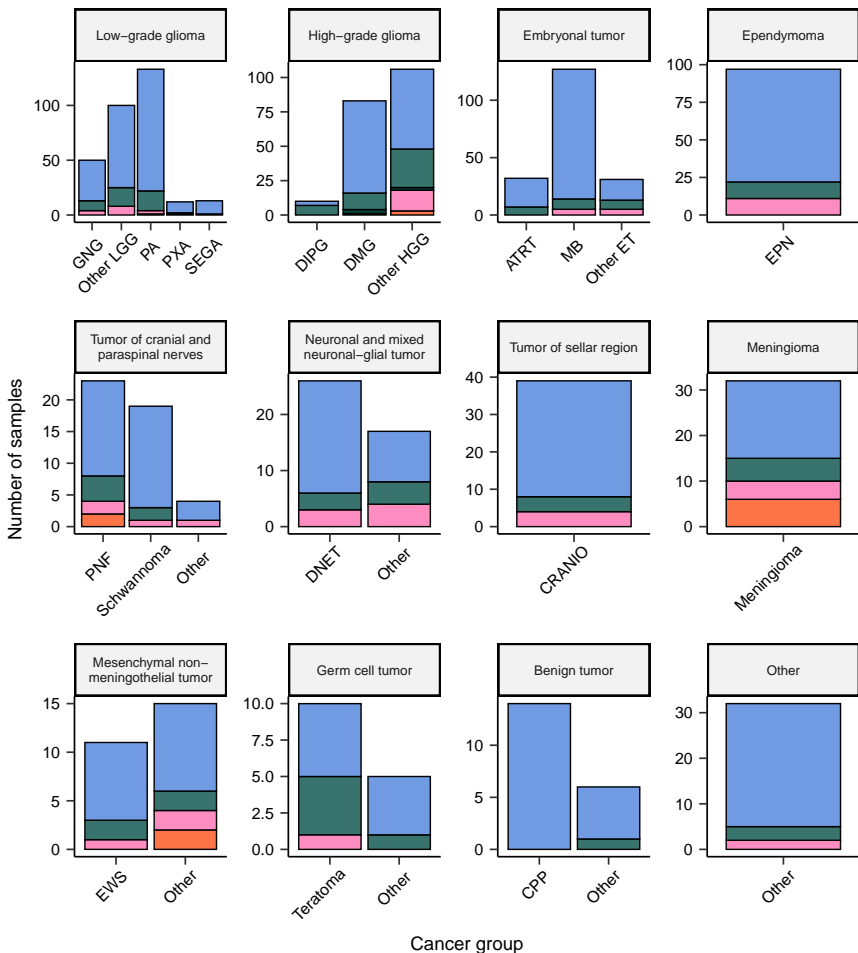 Low−grade glioma
High−grade glioma
Embryonal tumor
Ependymoma
100
50
0
GNG
Other LGG
PA
PXA
SEGA
100
75
50
25
0
DIPG
DMG
Other HGG
100
50
0
ATRT
MB
Other ET
100
75
50
25
0
EPN
Number of samples
Tumor of cranial and
paraspinal nerves
Neuronal and mixed
neuronal−glial tumor
Tumor of sellar region
Meningioma
20
15
10
5
0
PNF
Schwannoma
Other
20
10
0
DNET
Other
40
30
20
10
0
CRANIO
30
20
10
0
Meningioma
Mesenchymal non−
meningothelial tumor
Germ cell tumor
Benign tumor
Other
15
10
5
0
EWS
Other
10.0
7.5
5.0
2.5
0.0
Teratoma
Other
10
5
0
CPP
Other
30
20
10
0
Other
Cancer group